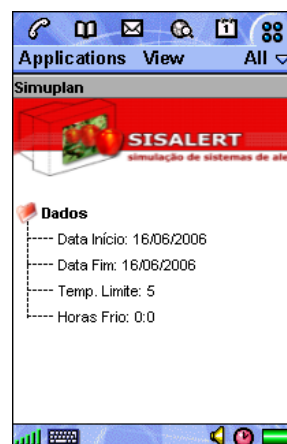 Applications View All
Simuplan
SISALERT
simulação de sistemas de ale
Dados
Data Início: 16/06/2006
Data Fim: 16/06/2006
Temp. Limite: 5
Horas Frio: 0:0